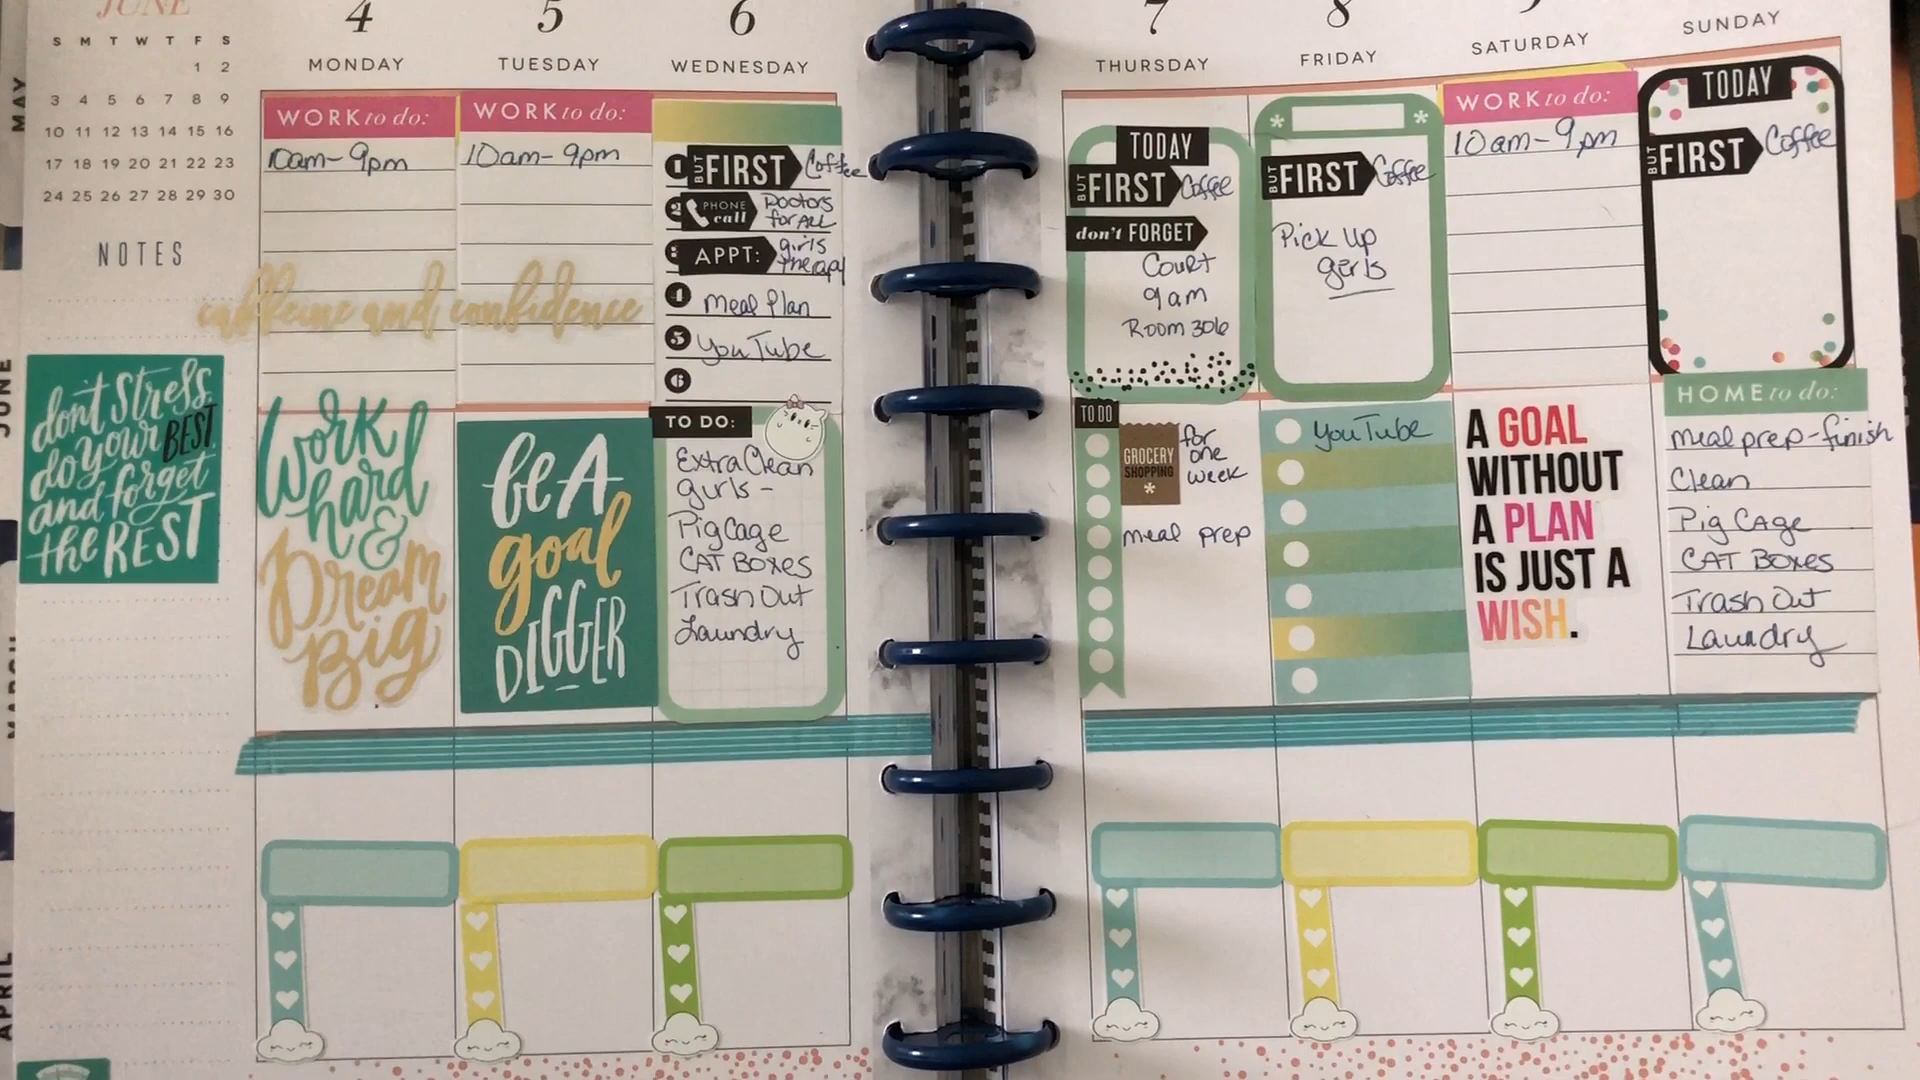 JUNE
S M T W T F S
1 2
3 4 5 6 7 8 9
10 11 12 13 14 15 16
17 18 19 20 21 22 23
24 25 26 27 28 29 30
NOTES
don't stress
do your BEST
and forget
the REST
MAY
JUNE
MARCH
APRIL
4
MONDAY
WORK to do:
10am-9pm
caffeine and confidence
work
hard
&
Dream
Big
5
TUESDAY
WORK to do:
10am-9pm
be A
goal
DIGGER
6
WEDNESDAY
1 BUT FIRST Coffee
2 PHONE call Doctors
for ALL
3 APPT: girls
therapy
4 Meal Plan
5 YouTube
6
TO DO:
Extra Clean
girls -
Pig Cage
CAT BOXES
Trash Out
Laundry
7
THURSDAY
TODAY
BUT FIRST Coffee
don't FORGET
Court
9am
Room 306
TO DO
GROCERY
SHOPPING
for
one
week
meal prep
8
FRIDAY
BUT FIRST Coffee
Pick Up
girls
YouTube
9
SATURDAY
WORK to do:
10am-9pm
A GOAL
WITHOUT
A PLAN
IS JUST A
WISH.
SUNDAY
TODAY
BUT FIRST Coffee
HOME to do:
meal prep-finish
Clean
Pig CAge
CAT BOXES
Trash Out
Laundry